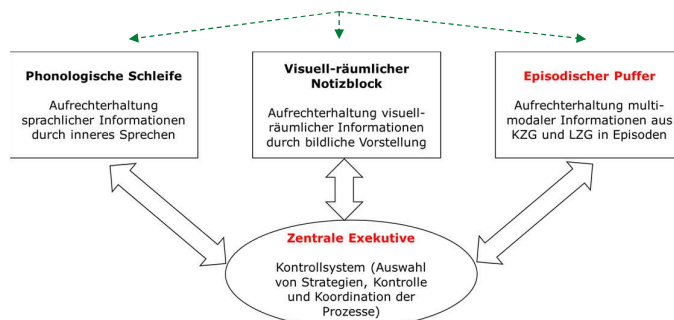 Phonologische Schleife
Aufrechterhaltung
sprachlicher Informationen
durch inneres Sprechen
Visuell-räumlicher
Notizblock
Aufrechterhaltung visuell-
räumlicher Informationen
durch bildliche Vorstellung
Episodischer Puffer
Aufrechterhaltung multi-
modaler Informationen aus
KZG und LZG in Episoden
Zentrale Exekutive
Kontrollsystem (Auswahl
von Strategien, Kontrolle
und Koordination der
Prozesse)